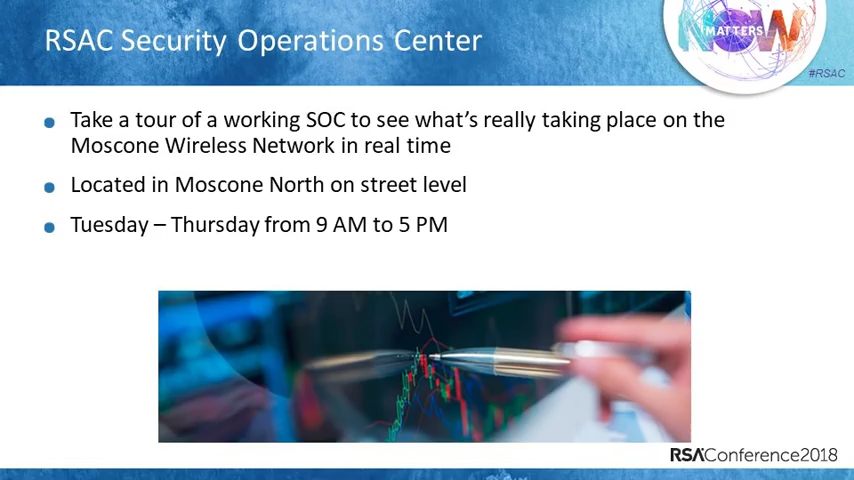 RSAC Security Operations Center
NOW
MATTERS
#RSAC
Take a tour of a working SOC to see what’s really taking place on the
Moscone Wireless Network in real time
Located in Moscone North on street level
Tuesday – Thursday from 9 AM to 5 PM
RSAConference2018